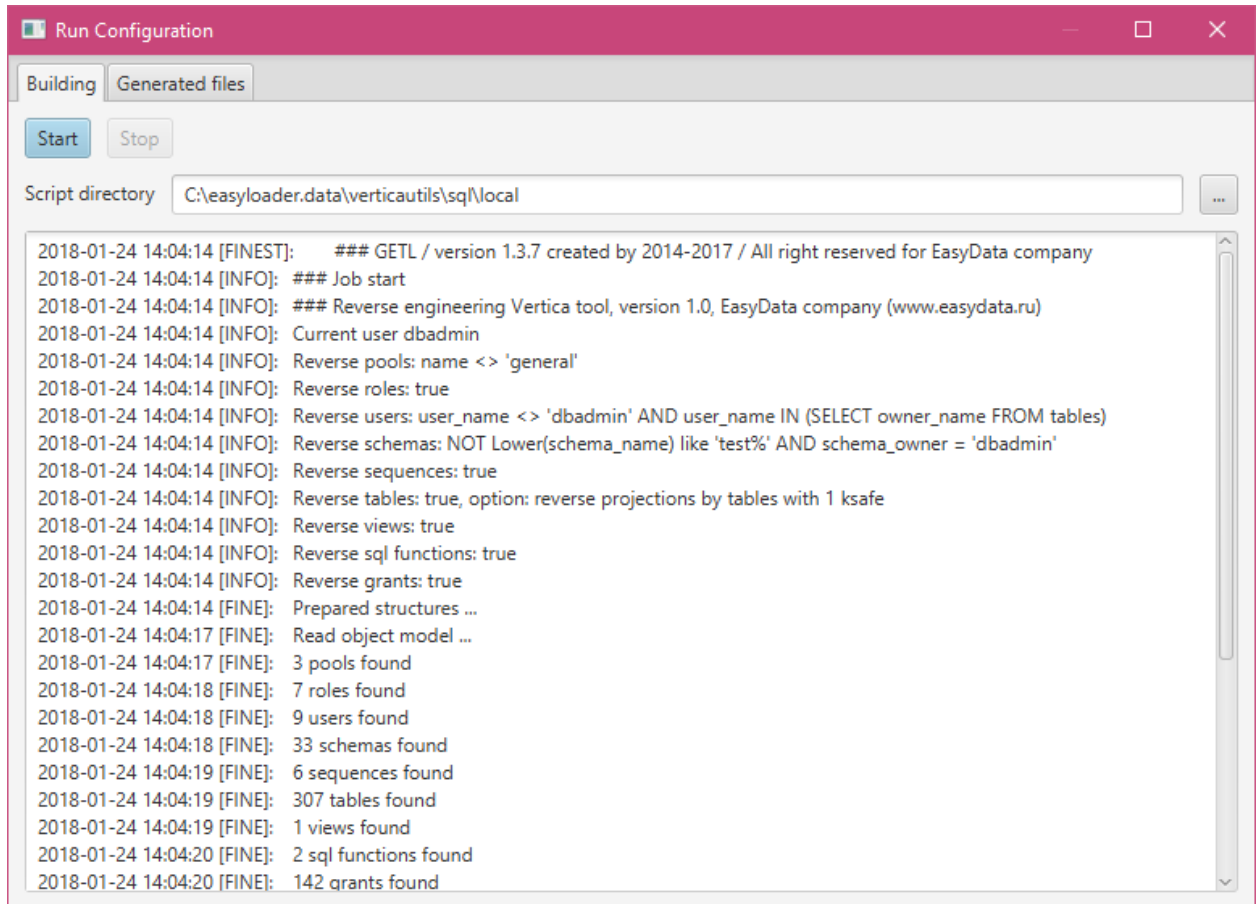 Run Configuration
Building Generated files
Start Stop
Script directory C:\easyloader.data\verticautils\sql\local ...
2018-01-24 14:04:14 [FINEST]: ### GETL / version 1.3.7 created by 2014-2017 / All right reserved for EasyData company
2018-01-24 14:04:14 [INFO]: ### Job start
2018-01-24 14:04:14 [INFO]: ### Reverse engineering Vertica tool, version 1.0, EasyData company (www.easydata.ru)
2018-01-24 14:04:14 [INFO]: Current user dbadmin
2018-01-24 14:04:14 [INFO]: Reverse pools: name <> 'general'
2018-01-24 14:04:14 [INFO]: Reverse roles: true
2018-01-24 14:04:14 [INFO]: Reverse users: user_name <> 'dbadmin' AND user_name IN (SELECT owner_name FROM tables)
2018-01-24 14:04:14 [INFO]: Reverse schemas: NOT Lower(schema_name) like 'test%' AND schema_owner = 'dbadmin'
2018-01-24 14:04:14 [INFO]: Reverse sequences: true
2018-01-24 14:04:14 [INFO]: Reverse tables: true, option: reverse projections by tables with 1 ksafe
2018-01-24 14:04:14 [INFO]: Reverse views: true
2018-01-24 14:04:14 [INFO]: Reverse sql functions: true
2018-01-24 14:04:14 [INFO]: Reverse grants: true
2018-01-24 14:04:14 [FINE]: Prepared structures ...
2018-01-24 14:04:17 [FINE]: Read object model ...
2018-01-24 14:04:17 [FINE]: 3 pools found
2018-01-24 14:04:18 [FINE]: 7 roles found
2018-01-24 14:04:18 [FINE]: 9 users found
2018-01-24 14:04:18 [FINE]: 33 schemas found
2018-01-24 14:04:19 [FINE]: 6 sequences found
2018-01-24 14:04:19 [FINE]: 307 tables found
2018-01-24 14:04:19 [FINE]: 1 views found
2018-01-24 14:04:20 [FINE]: 2 sql functions found
2018-01-24 14:04:20 [FINE]: 142 grants found